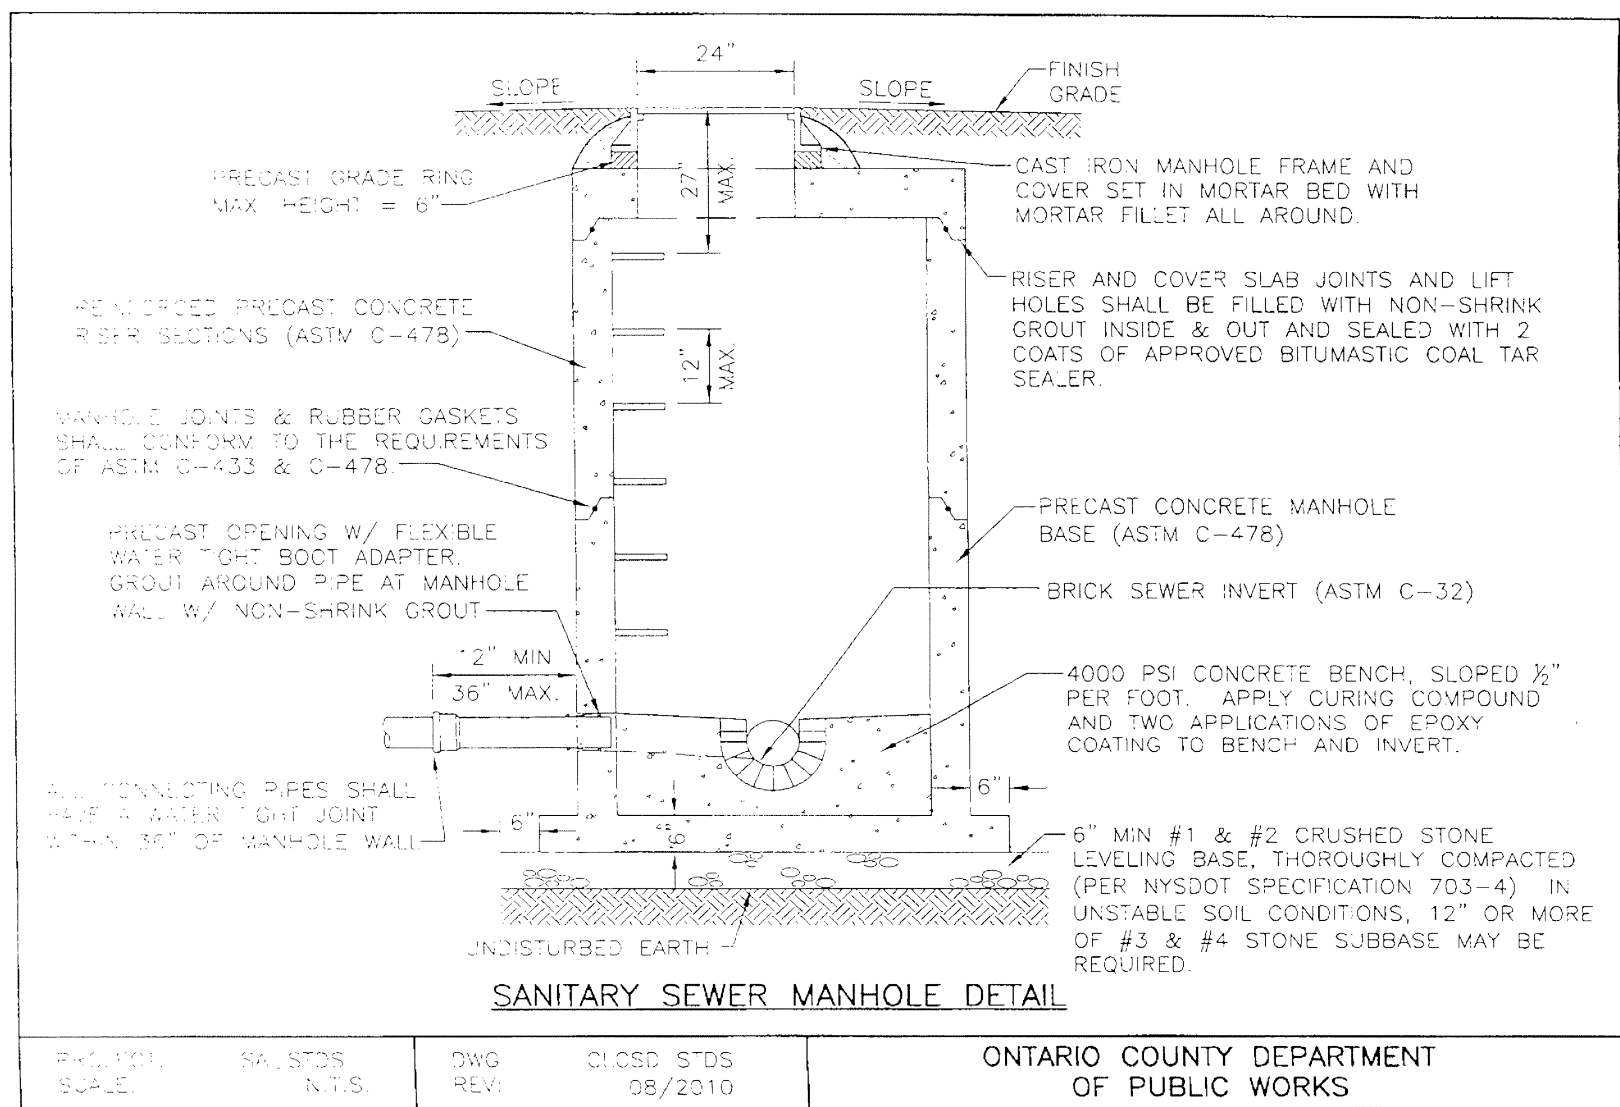 24"
SLOPE
SLOPE
FINISH
GRADE
PRECAST GRADE RING
MAX. HEIGHT = 6"
27"
MAX.
CAST IRON MANHOLE FRAME AND
COVER SET IN MORTAR BED WITH
MORTAR FILLET ALL AROUND.
RISER AND COVER SLAB JOINTS AND LIFT
HOLES SHALL BE FILLED WITH NON-SHRINK
GROUT INSIDE & OUT AND SEALED WITH 2
COATS OF APPROVED BITUMASTIC COAL TAR
SEALER.
REINFORCED PRECAST CONCRETE
RISER SECTIONS (ASTM C-478)
12"
MAX.
MANHOLE JOINTS & RUBBER GASKETS
SHALL CONFORM TO THE REQUIREMENTS
OF ASTM C-433 & C-478.
PRECAST OPENING W/ FLEXIBLE
WATER TIGHT BOOT ADAPTER.
GROUT AROUND PIPE AT MANHOLE
WALL W/ NON-SHRINK GROUT
PRECAST CONCRETE MANHOLE
BASE (ASTM C-478)
BRICK SEWER INVERT (ASTM C-32)
12" MIN
36" MAX.
4000 PSI CONCRETE BENCH, SLOPED ½"
PER FOOT. APPLY CURING COMPOUND
AND TWO APPLICATIONS OF EPOXY
COATING TO BENCH AND INVERT.
ALL CONNECTING PIPES SHALL
HAVE A WATER TIGHT JOINT
WITHIN 36" OF MANHOLE WALL
6"
6"
6"
6" MIN #1 & #2 CRUSHED STONE
LEVELING BASE, THOROUGHLY COMPACTED
(PER NYSDOT SPECIFICATION 703-4) IN
UNSTABLE SOIL CONDITIONS, 12" OR MORE
OF #3 & #4 STONE SUBBASE MAY BE
REQUIRED.
UNDISTURBED EARTH
SANITARY SEWER MANHOLE DETAIL
PROJECT: STDS
SCALE: N.T.S.
DWG CLOSD STDS
REV: 08/2010
ONTARIO COUNTY DEPARTMENT
OF PUBLIC WORKS